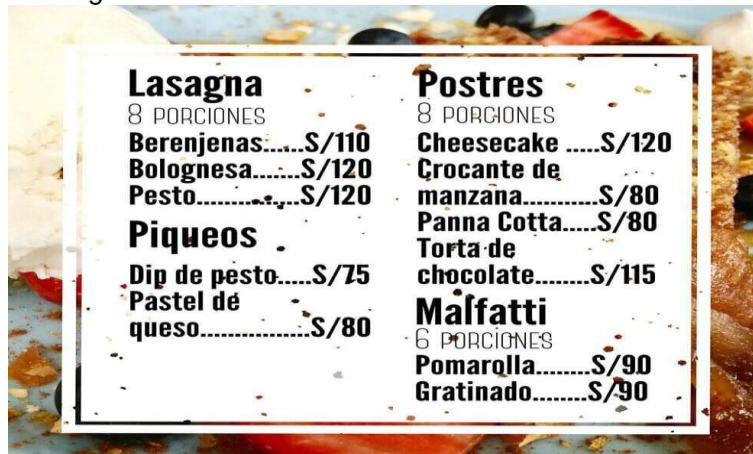 Lasagna
8 PORCIONES
Berenjenas......S/110
Bolognesa.......S/120
Pesto...............S/120
Piqueos
Dip de pesto.....S/75
Pastel de
queso................S/80
Postres
8 PORCIONES
Cheesecake .....S/120
Crocante de
manzana...........S/80
Panna Cotta.....S/80
Torta de
chocolate........S/115
Malfatti
6 PORCIONES
Pomarolla........S/90
Gratinado........S/90